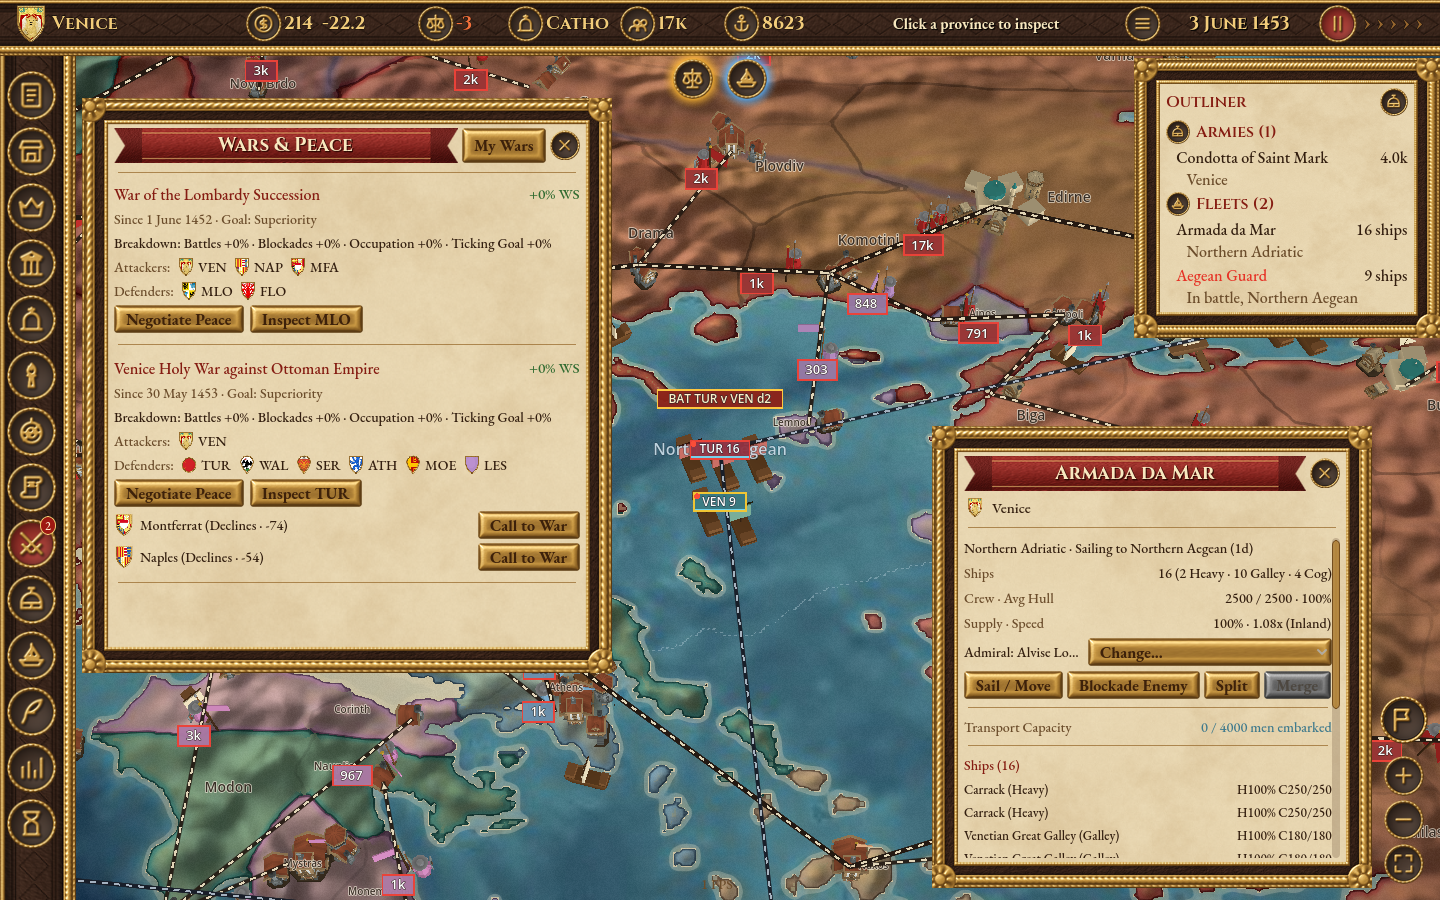 VENICE
214 -22.2
-3
CATHO
17K
8623
Click a province to inspect
3 JUNE 1453
WARS & PEACE
My Wars
War of the Lombardy Succession
+0% WS
Since 1 June 1452 · Goal: Superiority
Breakdown: Battles +0% · Blockades +0% · Occupation +0% · Ticking Goal +0%
Attackers: VEN NAP MFA
Defenders: MLO FLO
Negotiate Peace
Inspect MLO
Venice Holy War against Ottoman Empire
+0% WS
Since 30 May 1453 · Goal: Superiority
Breakdown: Battles +0% · Blockades +0% · Occupation +0% · Ticking Goal +0%
Attackers: VEN
Defenders: TUR WAL SER ATH MOE LES
Negotiate Peace
Inspect TUR
Montferrat (Declines · -74)
Call to War
Naples (Declines · -54)
Call to War
2
OUTLINER
ARMIES (1)
Condotta of Saint Mark
4.0k
Venice
FLEETS (2)
Armada da Mar
16 ships
Northern Adriatic
Aegean Guard
9 ships
In battle, Northern Aegean
ARMADA DA MAR
Venice
Northern Adriatic · Sailing to Northern Aegean (1d)
Ships
16 (2 Heavy · 10 Galley · 4 Cog)
Crew · Avg Hull
2500 / 2500 · 100%
Supply · Speed
100% · 1.08x (Inland)
Admiral: Alvise Lo...
Change...
Sail / Move
Blockade Enemy
Split
Merge
Transport Capacity
0 / 4000 men embarked
Ships (16)
Carrack (Heavy)
H100% C250/250
Carrack (Heavy)
H100% C250/250
Venetian Great Galley (Galley)
H100% C180/180
Venetian Great Galley (Galley)
H100% C180/180
3k
2k
2k
Plovdiv
Edirne
Drama
Komotini
17k
1k
848
791
1k
303
BAT TUR v VEN d2
Biga
TUR 16
VEN 9
Athens
1k
Corinth
3k
967
Modon
Mystras
1k
2k